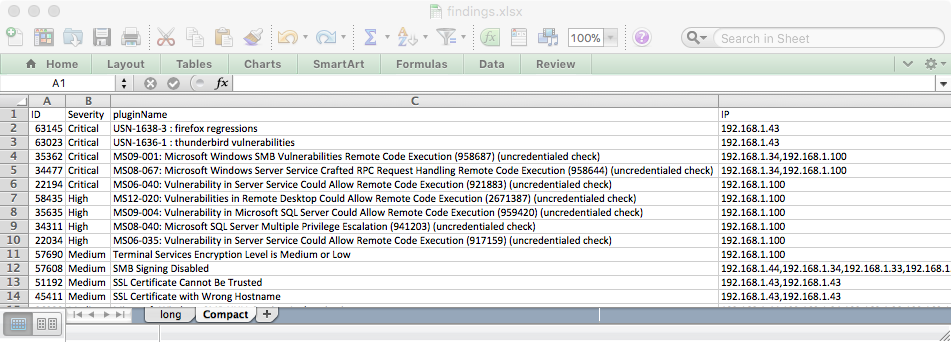 findings.xlsx
100%
Search in Sheet
Home Layout Tables Charts SmartArt Formulas Data Review
A1 fx
A B C
1 ID Severity pluginName IP
2 63145 Critical USN-1638-3 : firefox regressions 192.168.1.43
3 63023 Critical USN-1636-1 : thunderbird vulnerabilities 192.168.1.43
4 35362 Critical MS09-001: Microsoft Windows SMB Vulnerabilities Remote Code Execution (958687) (uncredentialed check) 192.168.1.34,192.168.1.100
5 34477 Critical MS08-067: Microsoft Windows Server Service Crafted RPC Request Handling Remote Code Execution (958644) (uncredentialed check) 192.168.1.34,192.168.1.100
6 22194 Critical MS06-040: Vulnerability in Server Service Could Allow Remote Code Execution (921883) (uncredentialed check) 192.168.1.100
7 58435 High MS12-020: Vulnerabilities in Remote Desktop Could Allow Remote Code Execution (2671387) (uncredentialed check) 192.168.1.100
8 35635 High MS09-004: Vulnerability in Microsoft SQL Server Could Allow Remote Code Execution (959420) (uncredentialed check) 192.168.1.100
9 34311 High MS08-040: Microsoft SQL Server Multiple Privilege Escalation (941203) (uncredentialed check) 192.168.1.100
10 22034 High MS06-035: Vulnerability in Server Service Could Allow Remote Code Execution (917159) (uncredentialed check) 192.168.1.100
11 57690 Medium Terminal Services Encryption Level is Medium or Low 192.168.1.100
12 57608 Medium SMB Signing Disabled 192.168.1.44,192.168.1.34,192.168.1.33,192.168.1
13 51192 Medium SSL Certificate Cannot Be Trusted 192.168.1.43,192.168.1.43
14 45411 Medium SSL Certificate with Wrong Hostname 192.168.1.43,192.168.1.43
long Compact +